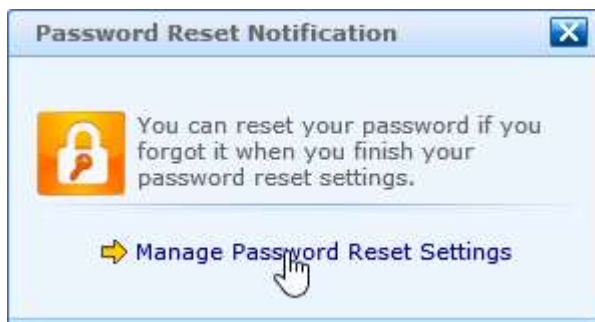 Password Reset Notification
You can reset your password if you
forgot it when you finish your
password reset settings.
Manage Password Reset Settings